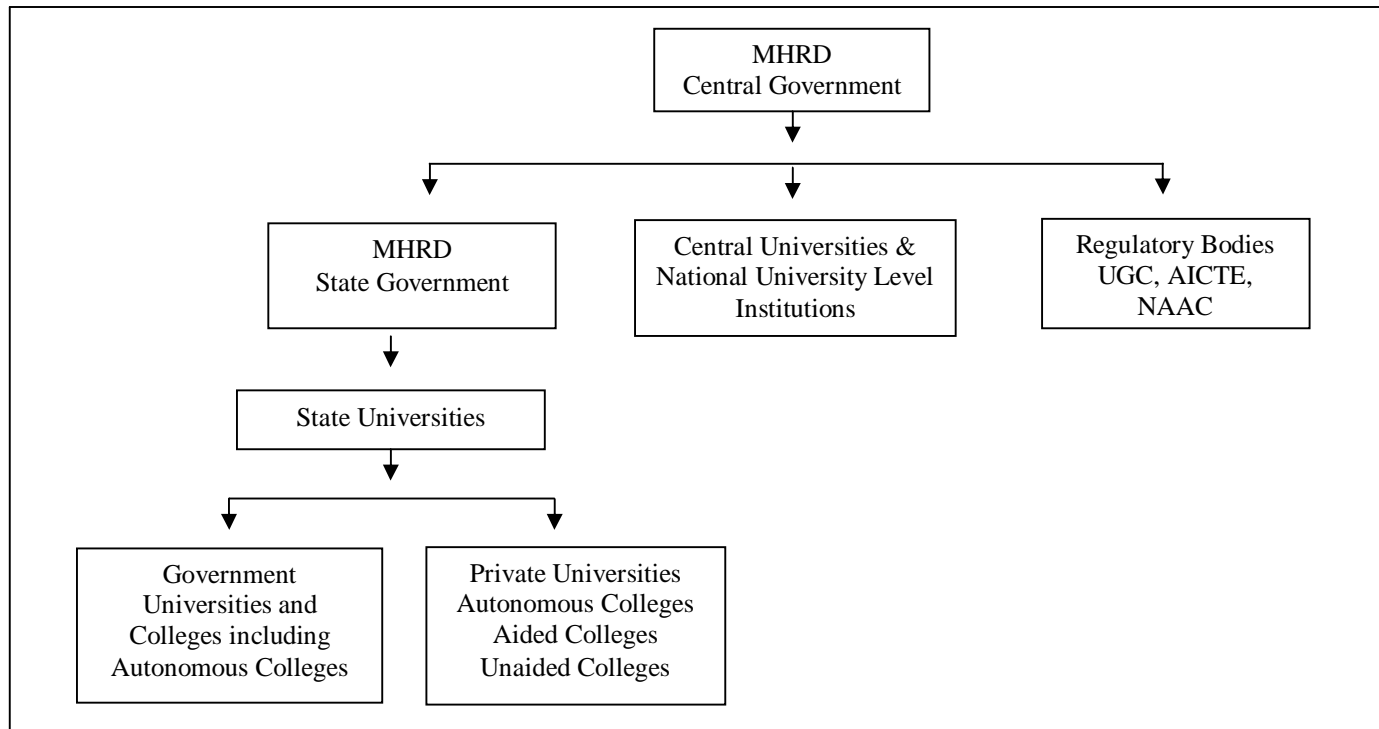 MHRD
Central Government
MHRD
State Government
Central Universities &
National University Level
Institutions
Regulatory Bodies
UGC, AICTE,
NAAC
State Universities
Government
Universities and
Colleges including
Autonomous Colleges
Private Universities
Autonomous Colleges
Aided Colleges
Unaided Colleges